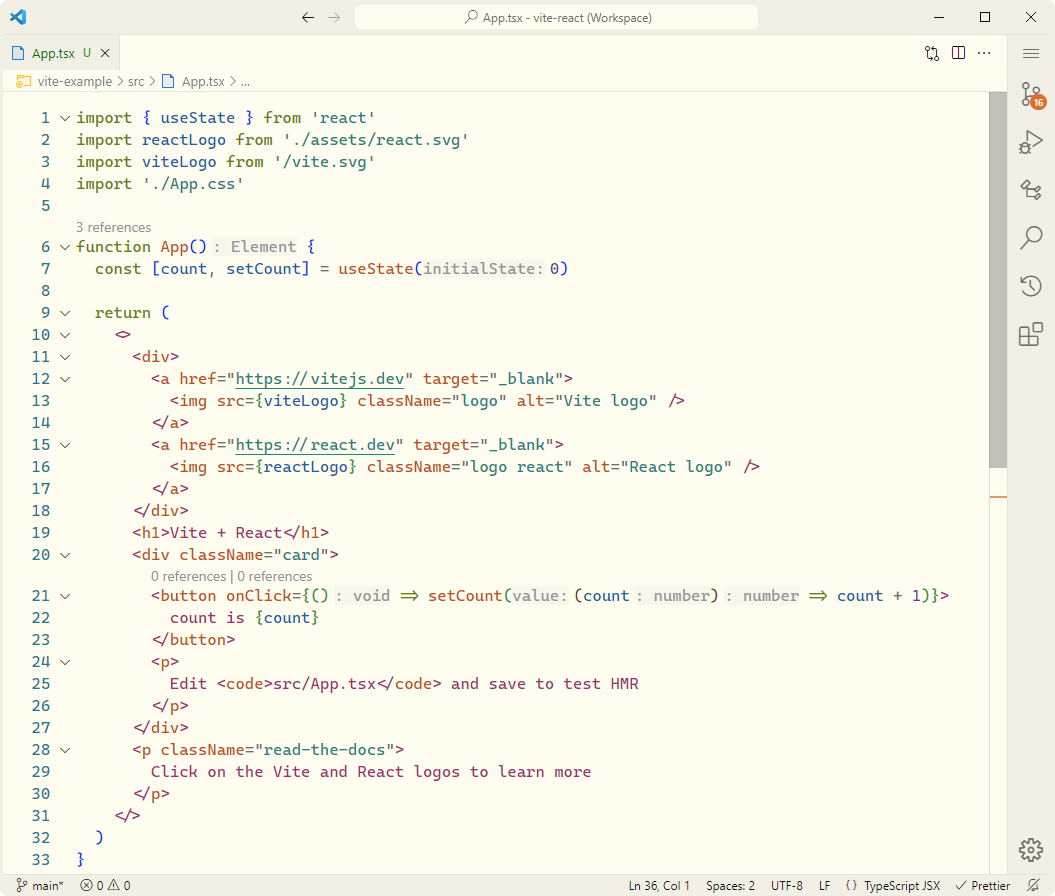 App.tsx - vite-react (Workspace)
App.tsx U
vite-example > src > App.tsx > ...
16
1 import { useState } from 'react'
2 import reactLogo from './assets/react.svg'
3 import viteLogo from '/vite.svg'
4 import './App.css'
5
3 references
6 function App() : Element {
7 const [count, setCount] = useState(initialState: 0)
8
9 return (
10 <>
11 <div>
12 <a href="https://vitejs.dev" target="_blank">
13 <img src={viteLogo} className="logo" alt="Vite logo" />
14 </a>
15 <a href="https://react.dev" target="_blank">
16 <img src={reactLogo} className="logo react" alt="React logo" />
17 </a>
18 </div>
19 <h1>Vite + React</h1>
20 <div className="card">
0 references | 0 references
21 <button onClick={() : void => setCount(value: (count : number) : number => count + 1)}>
22 count is {count}
23 </button>
24 <p>
25 Edit <code>src/App.tsx</code> and save to test HMR
26 </p>
27 </div>
28 <p className="read-the-docs">
29 Click on the Vite and React logos to learn more
30 </p>
31 </>
32 )
33 }
main* 0 0 Ln 36, Col 1 Spaces: 2 UTF-8 LF {} TypeScript JSX Prettier